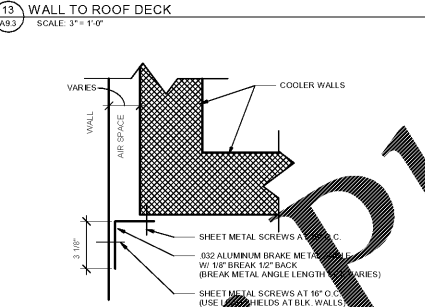 13 WALL TO ROOF DECK
A9.3 SCALE: 3" = 1'-0"
VARIES
COOLER WALLS
WALL
AIR SPACE
3 1/8"
SHEET METAL SCREWS AT O.C.
.032 ALUMINUM BRAKE METAL ANGLE
W/ 1/8" BREAK 1/2" BACK
(BREAK METAL ANGLE LENGTH VARIES)
SHEET METAL SCREWS AT 16" O.C.
(USE SHIELDS AT BLK. WALLS)